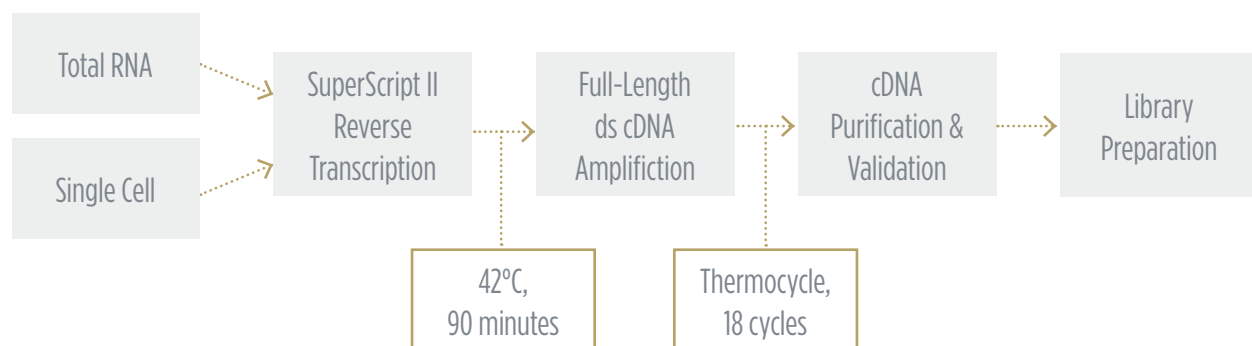 Total RNA
Single Cell
SuperScript II
Reverse
Transcription
Full-Length
ds cDNA
Amplifiction
cDNA
Purification &
Validation
Library
Preparation
42°C,
90 minutes
Thermocycle,
18 cycles